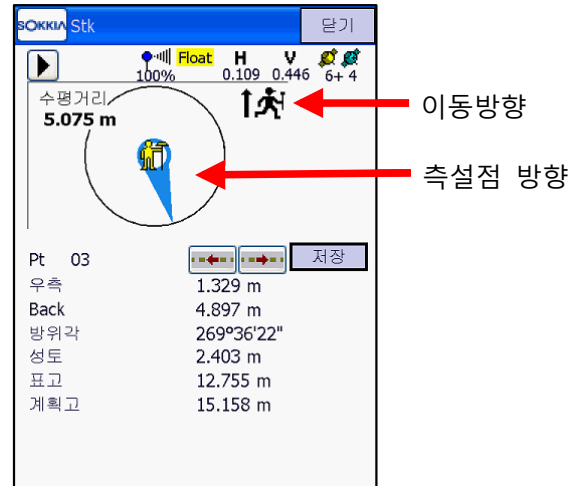 SOKKIA Stk 닫기
Float H V
100% 0.109 0.446 6+ 4
수평거리
5.075 m
이동방향
측설점 방향
Pt 03 저장
우측 1.329 m
Back 4.897 m
방위각 269°36'22"
성토 2.403 m
표고 12.755 m
계획고 15.158 m